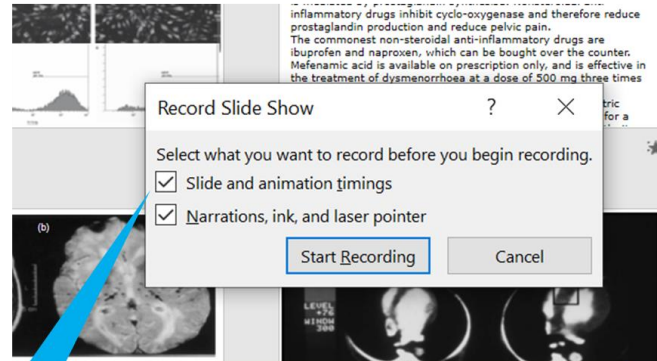 inflammatory drugs inhibit cyclo-oxygenase and therefore reduce
prostaglandin production and reduce pelvic pain.
The commonest non-steroidal anti-inflammatory drugs are
ibuprofen and naproxen, which can be bought over the counter.
Mefenamic acid is available on prescription only, and is effective in
the treatment of dysmenorrhoea at a dose of 500 mg three times
tric
for a
Record Slide Show ?
Select what you want to record before you begin recording.
Slide and animation timings
Narrations, ink, and laser pointer
Start Recording Cancel
(b)
LEVEL
+76
WINDOW
300